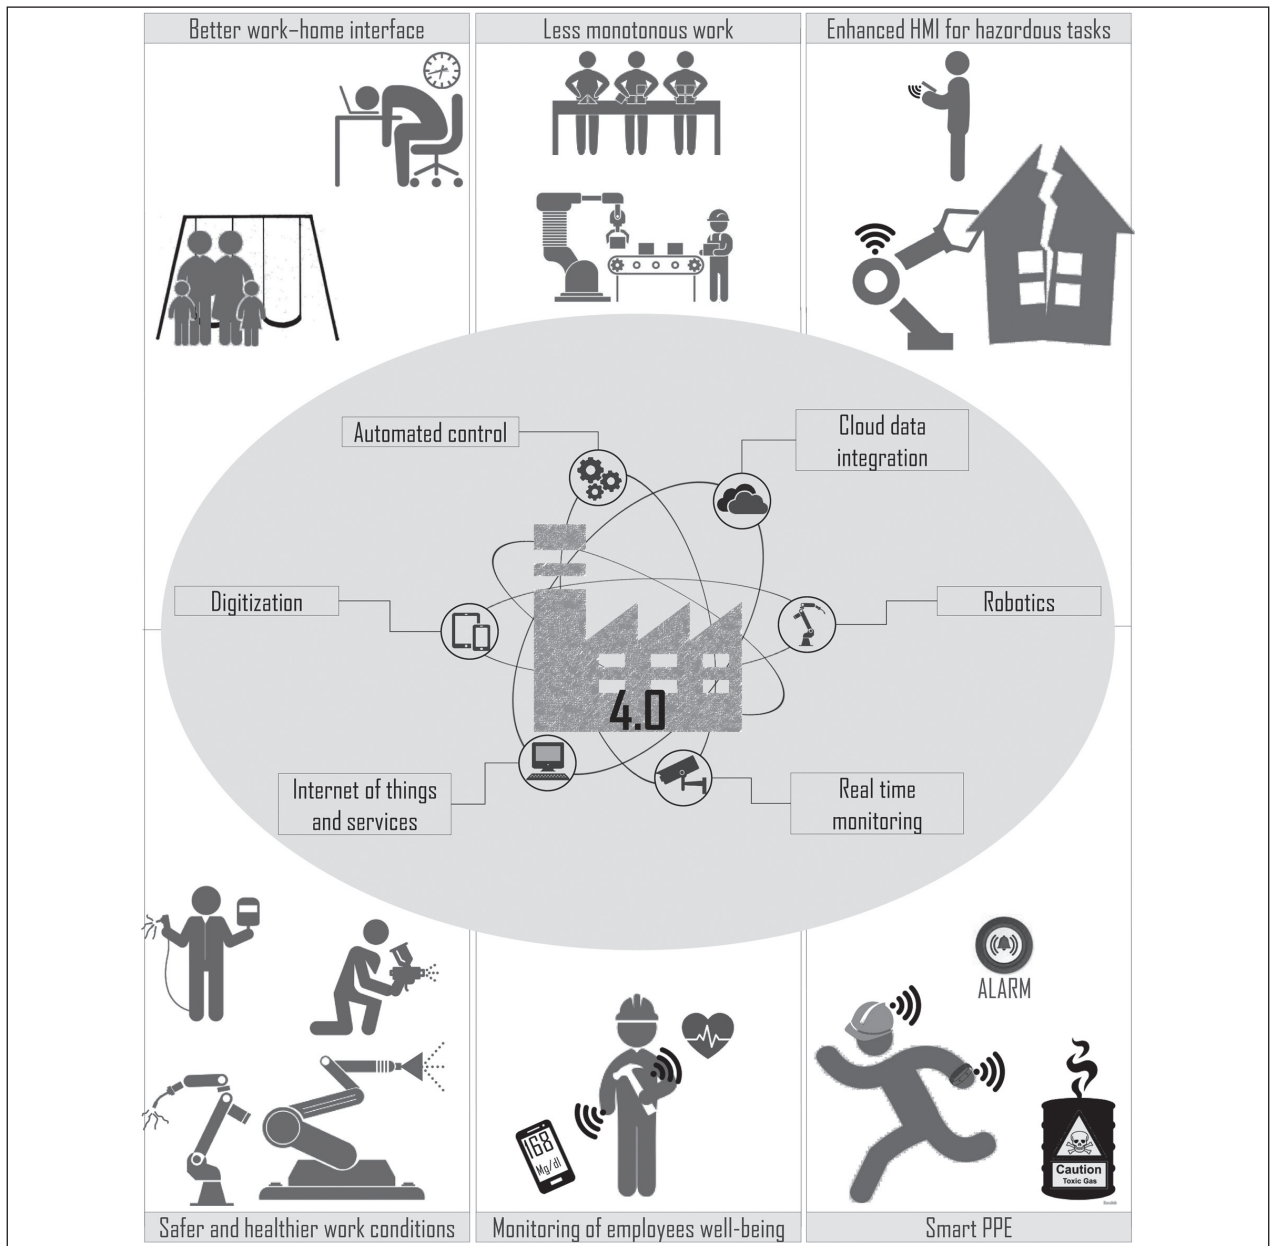 Better work–home interface
Less monotonous work
Enhanced HMI for hazardous tasks
Automated control
Cloud data
integration
Digitization
Robotics
4.0
Internet of things
and services
Real time
monitoring
ALARM
168
Mg/dl
Caution
Toxic Gas
Safer and healthier work conditions
Monitoring of employees well-being
Smart PPE